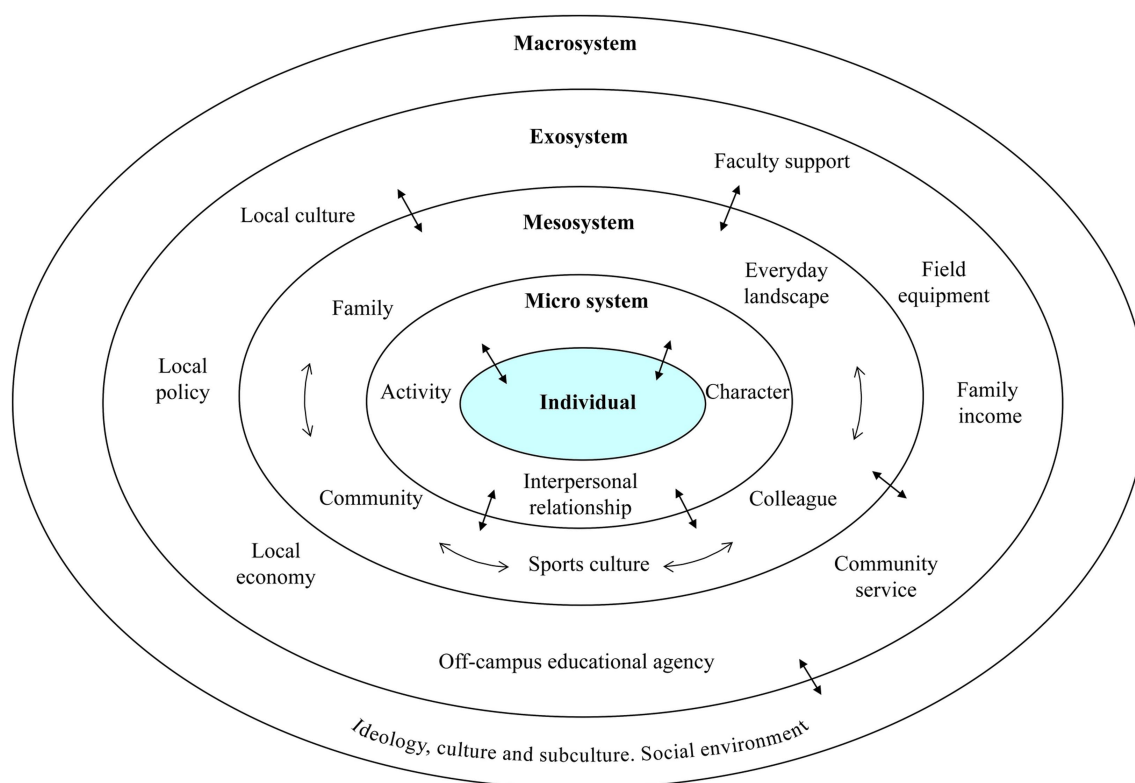 Macrosystem
Exosystem
Faculty support
Local culture
Mesosystem
Everyday
landscape
Field
equipment
Family
Micro system
Local
policy
Activity
Individual
Character
Family
income
Interpersonal
relationship
Community
Colleague
Local
economy
Sports culture
Community
service
Off-campus educational agency
Ideology, culture and subculture. Social environment